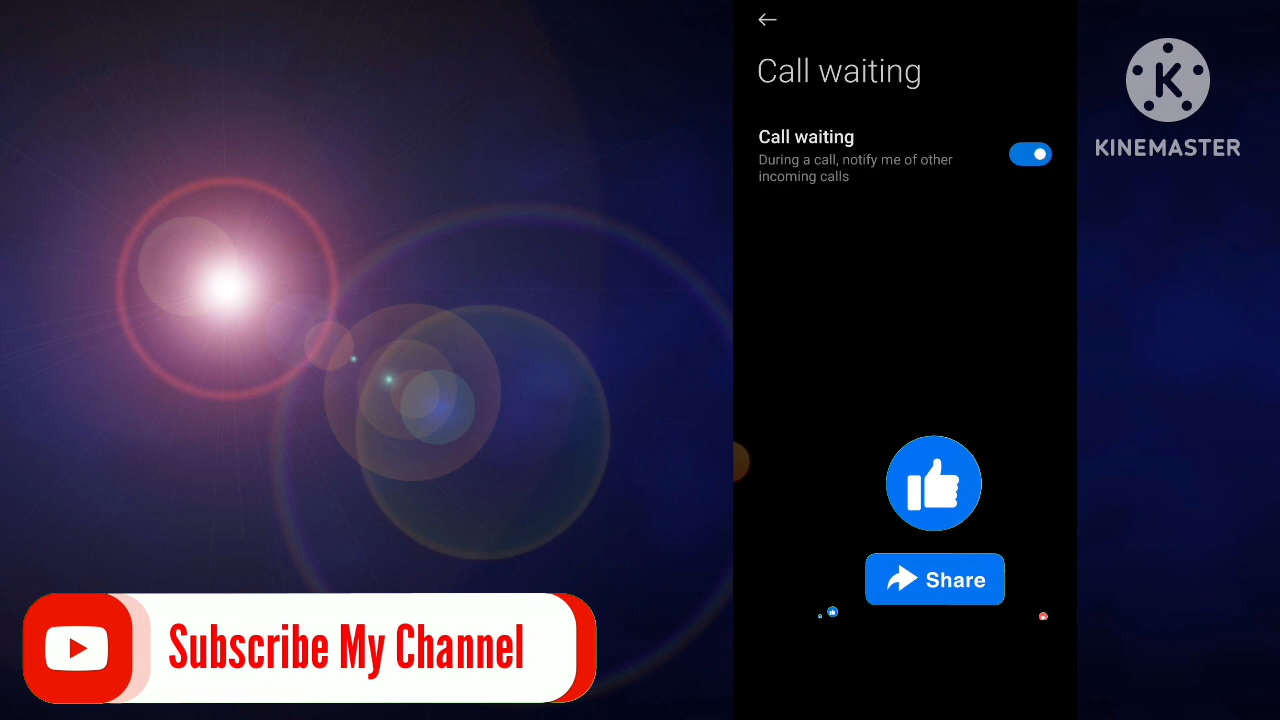 Call waiting
Call waiting
During a call, notify me of other
incoming calls
KINEMASTER
Share
Subscribe My Channel